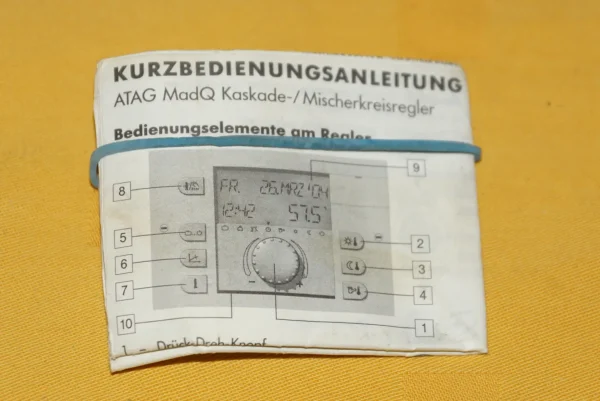 KURZBEDIENUNGSANLEITUNG
ATAG MadQ Kaskade-/Mischerkreisregler
Bedienungselemente am Regler
9
8
FR. 26.MRZ'04
12:42 57.5°
5
2
6
3
7
4
10
1
1 – Drück-Dreh-Knopf